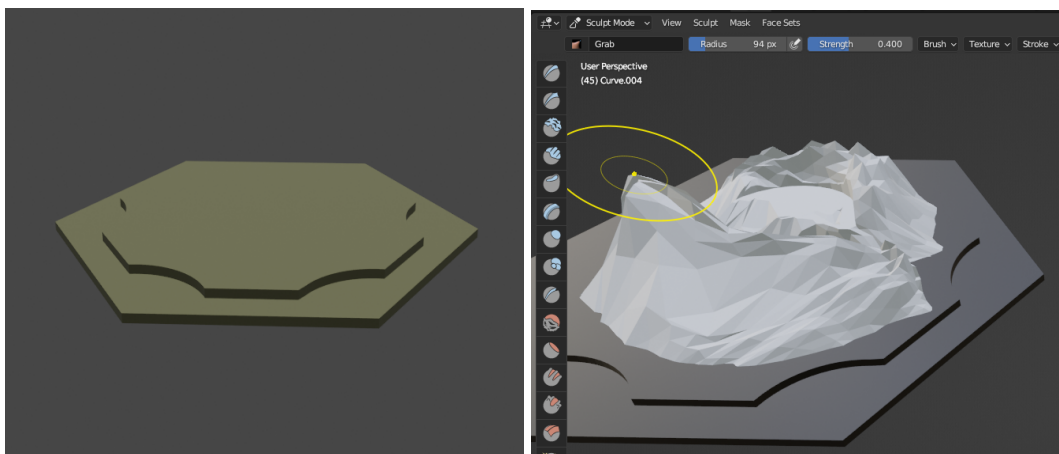 Sculpt Mode View Sculpt Mask Face Sets
Grab Radius 94 px Strength 0.400 Brush Texture Stroke
User Perspective
(45) Curve.004